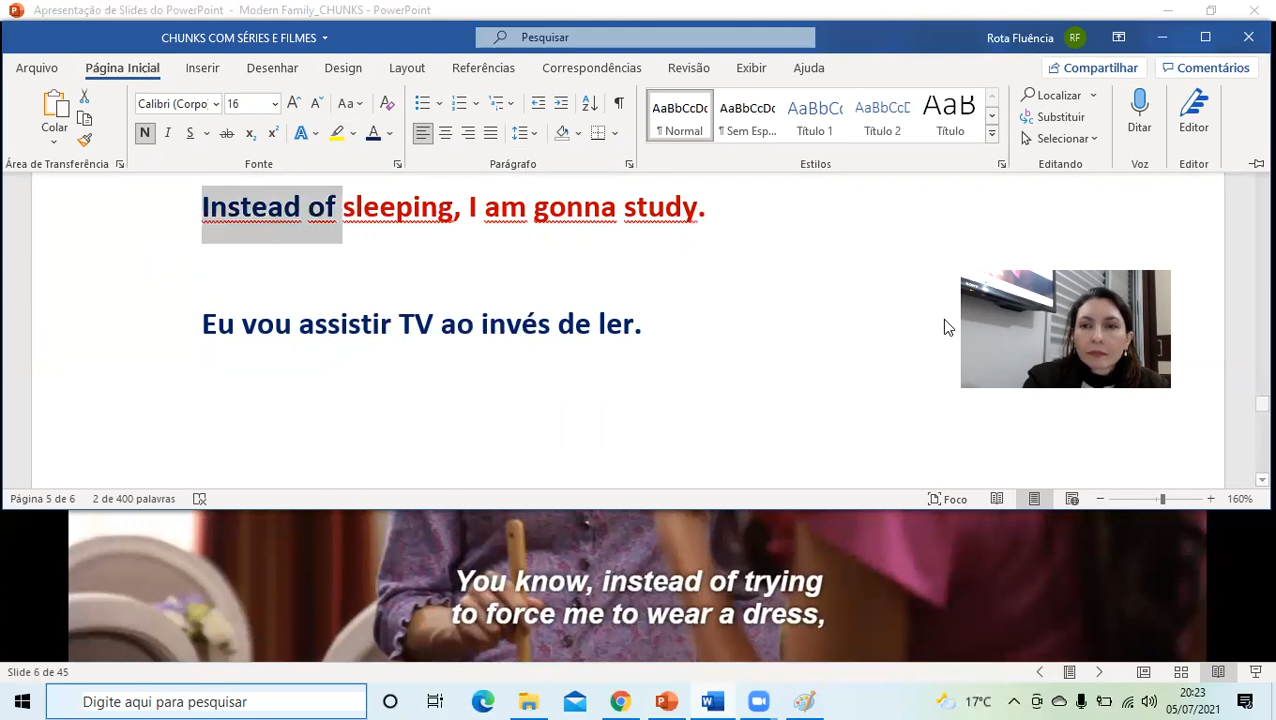 Apresentação de Slides do PowerPoint - Modern Family_CHUNKS - PowerPoint
CHUNKS COM SÉRIES E FILMES
Pesquisar
Rota Fluência RF
Arquivo Página Inicial Inserir Desenhar Design Layout Referências Correspondências Revisão Exibir Ajuda Compartilhar Comentários
Calibri (Corpo 16
Colar
N I S ab x₂ x² A A
AaBbCcDc AaBbCcDc AaBbCc AaBbCcD AaB
¶ Normal ¶ Sem Esp... Título 1 Título 2 Título
Localizar
Substituir
Selecionar
Ditar
Editor
Área de Transferência Fonte Parágrafo Estilos Editando Voz Editor
Instead of sleeping, I am gonna study.
Eu vou assistir TV ao invés de ler.
Página 5 de 6 2 de 400 palavras Foco 160%
You know, instead of trying
to force me to wear a dress,
Slide 6 de 45
Digite aqui para pesquisar
17°C
20:23
05/07/2021